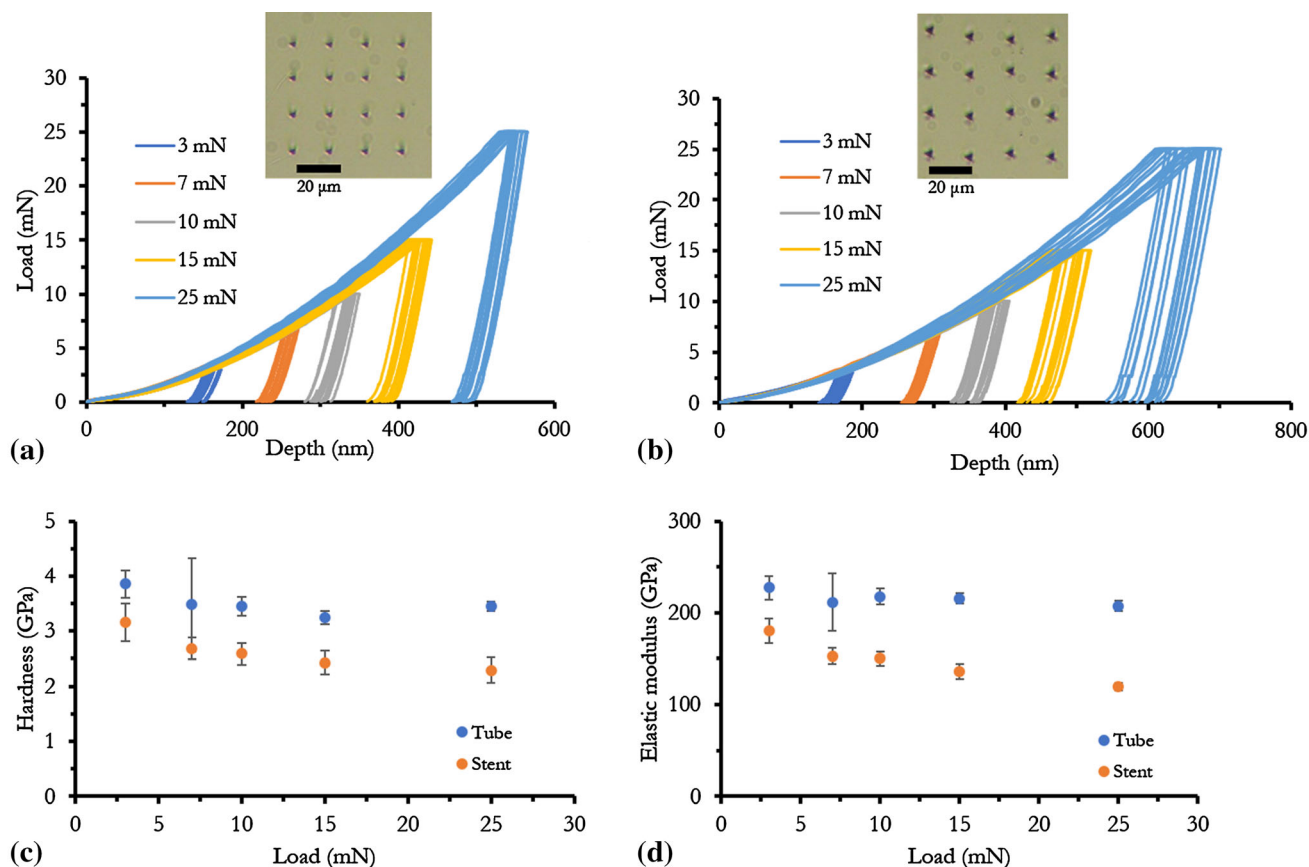 30
25
20
15
10
5
0
Load (mN)
3 mN
7 mN
10 mN
15 mN
25 mN
20 µm
0
200
400
600
Depth (nm)
(a)
30
25
20
15
10
5
0
Load (mN)
3 mN
7 mN
10 mN
15 mN
25 mN
20 µm
0
200
400
600
800
Depth (nm)
(b)
5
4
3
2
1
0
Hardness (GPa)
Tube
Stent
0
5
10
15
20
25
30
Load (mN)
(c)
300
200
100
0
Elastic modulus (GPa)
Tube
Stent
0
5
10
15
20
25
30
Load (mN)
(d)